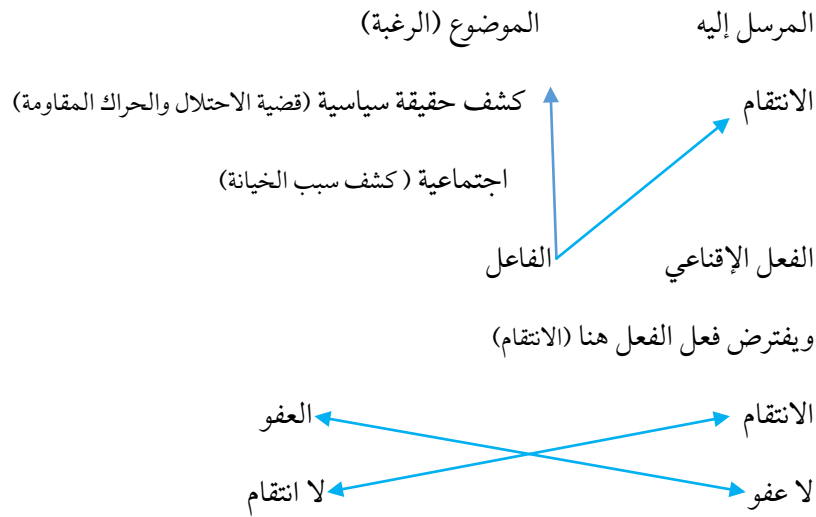 المرسل إليه الموضوع (الرغبة)
الانتقام كشف حقيقة سياسية (قضية الاحتلال والحراك المقاومة)
اجتماعية ( كشف سبب الخيانة)
الفعل الإقناعي الفاعل
ويفترض فعل الفعل هنا (الانتقام)
الانتقام العفو
لا عفو لا انتقام